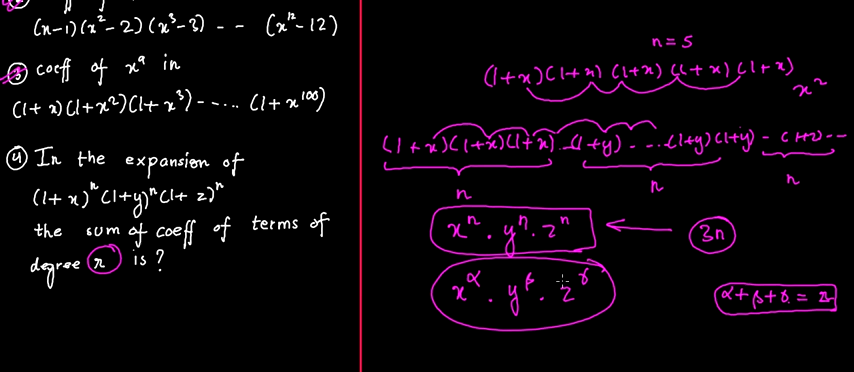 (x-1)(x²-2)(x³-3) - - (x¹²-12)
③ coeff of x⁹ in
(1+x)(1+x²)(1+x³)-..... (1+x¹⁰⁰)
④ In the expansion of
(1+x)ⁿ(1+y)ⁿ(1+z)ⁿ
the sum of coeff of terms of
degree r is ?
n=5
(1+x)(1+x)(1+x)(1+x)(1+x)
x²
(1+x)(1+x)(1+x)..(1+y)-....(1+y)(1+y)-(1+z)--
n n n
xⁿ·yⁿ·zⁿ ← 3n
x^α·y^β·z^γ
α+β+γ=r